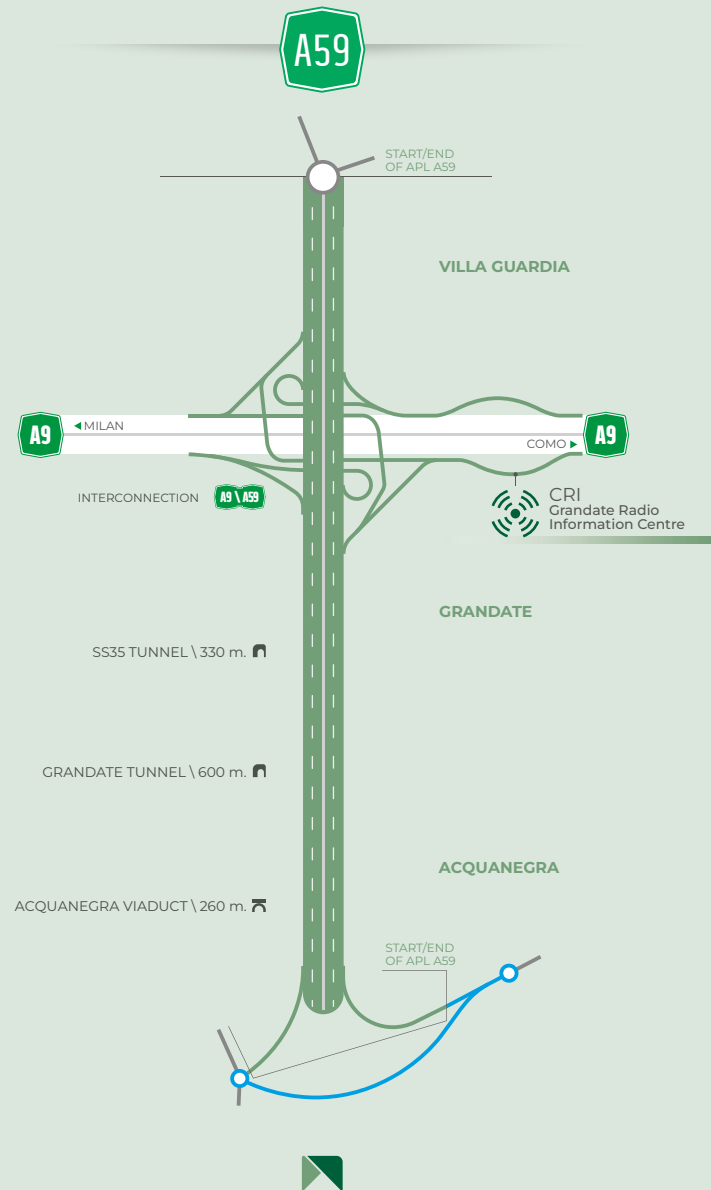 A59
START/END
OF APL A59
VILLA GUARDIA
A9
MILAN
COMO
A9
INTERCONNECTION A9 \ A59
CRI
Grandate Radio
Information Centre
GRANDATE
SS35 TUNNEL \ 330 m.
GRANDATE TUNNEL \ 600 m.
ACQUANEGRA
ACQUANEGRA VIADUCT \ 260 m.
START/END
OF APL A59